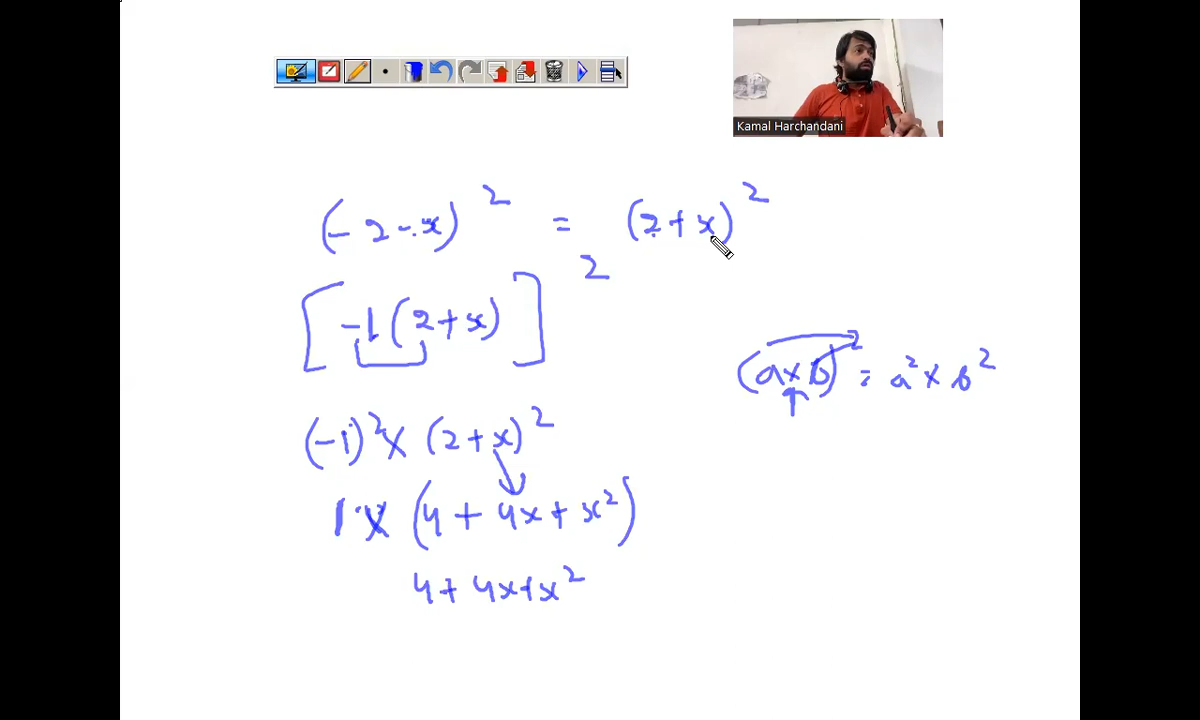 Kamal Harchandani
(-2-x)² = (2+x)²
[-1(2+x)]²
(a×b)² = a²×b²
(-1)² × (2+x)²
1 × (4+4x+x²)
4+4x+x²